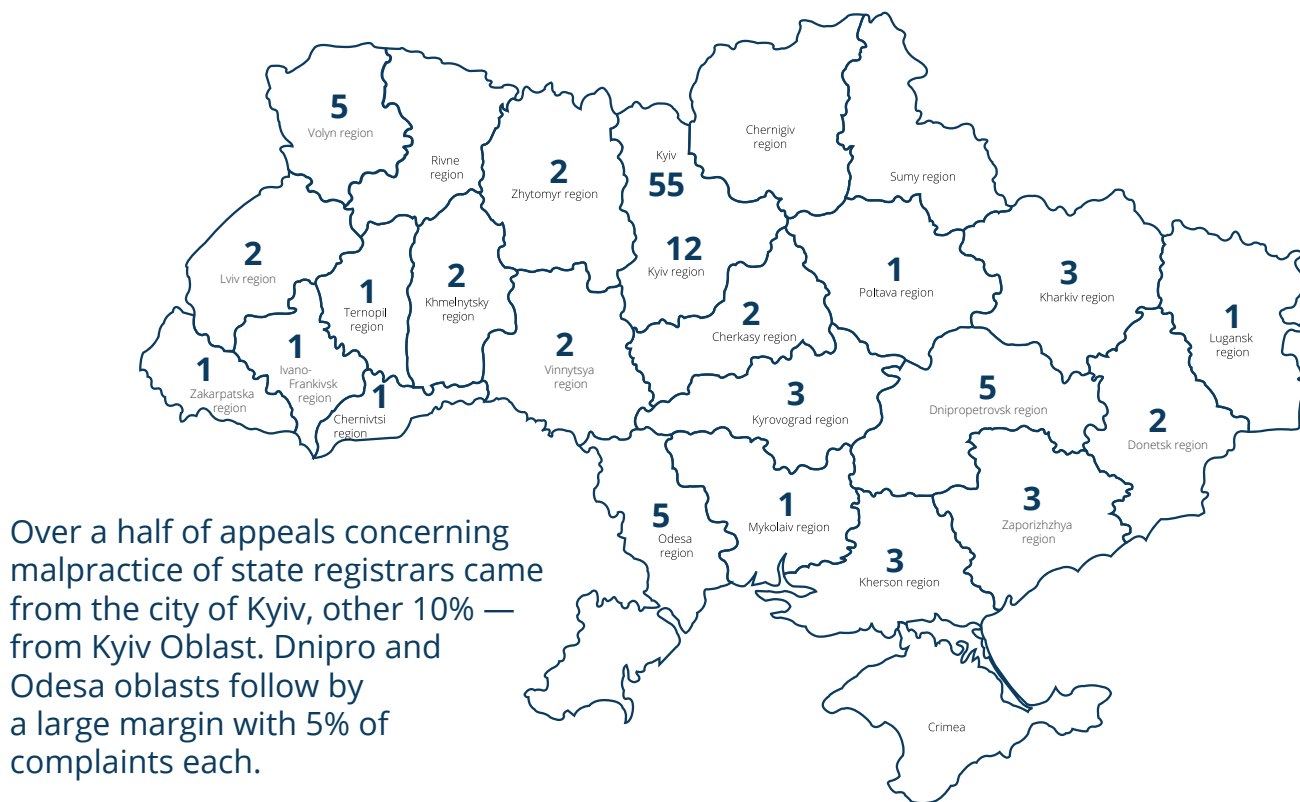 5
Volyn region
Rivne
region
2
Zhytomyr region
Kyiv
55
Chernigiv
region
Sumy region
2
Lviv region
1
Ternopil
region
2
Khmelnytsky
region
12
Kyiv region
1
Poltava region
3
Kharkiv region
1
Lugansk
region
1
Zakarpatska
region
1
Ivano-
Frankivsk
region
1
Chernivtsi
region
2
Vinnytsya
region
2
Cherkasy region
3
Kyrovograd region
5
Dnipropetrovsk region
2
Donetsk region
5
Odesa
region
1
Mykolaiv region
3
Kherson region
3
Zaporizhzhya
region
Crimea
Over a half of appeals concerning
malpractice of state registrars came
from the city of Kyiv, other 10% —
from Kyiv Oblast. Dnipro and
Odesa oblasts follow by
a large margin with 5% of
complaints each.